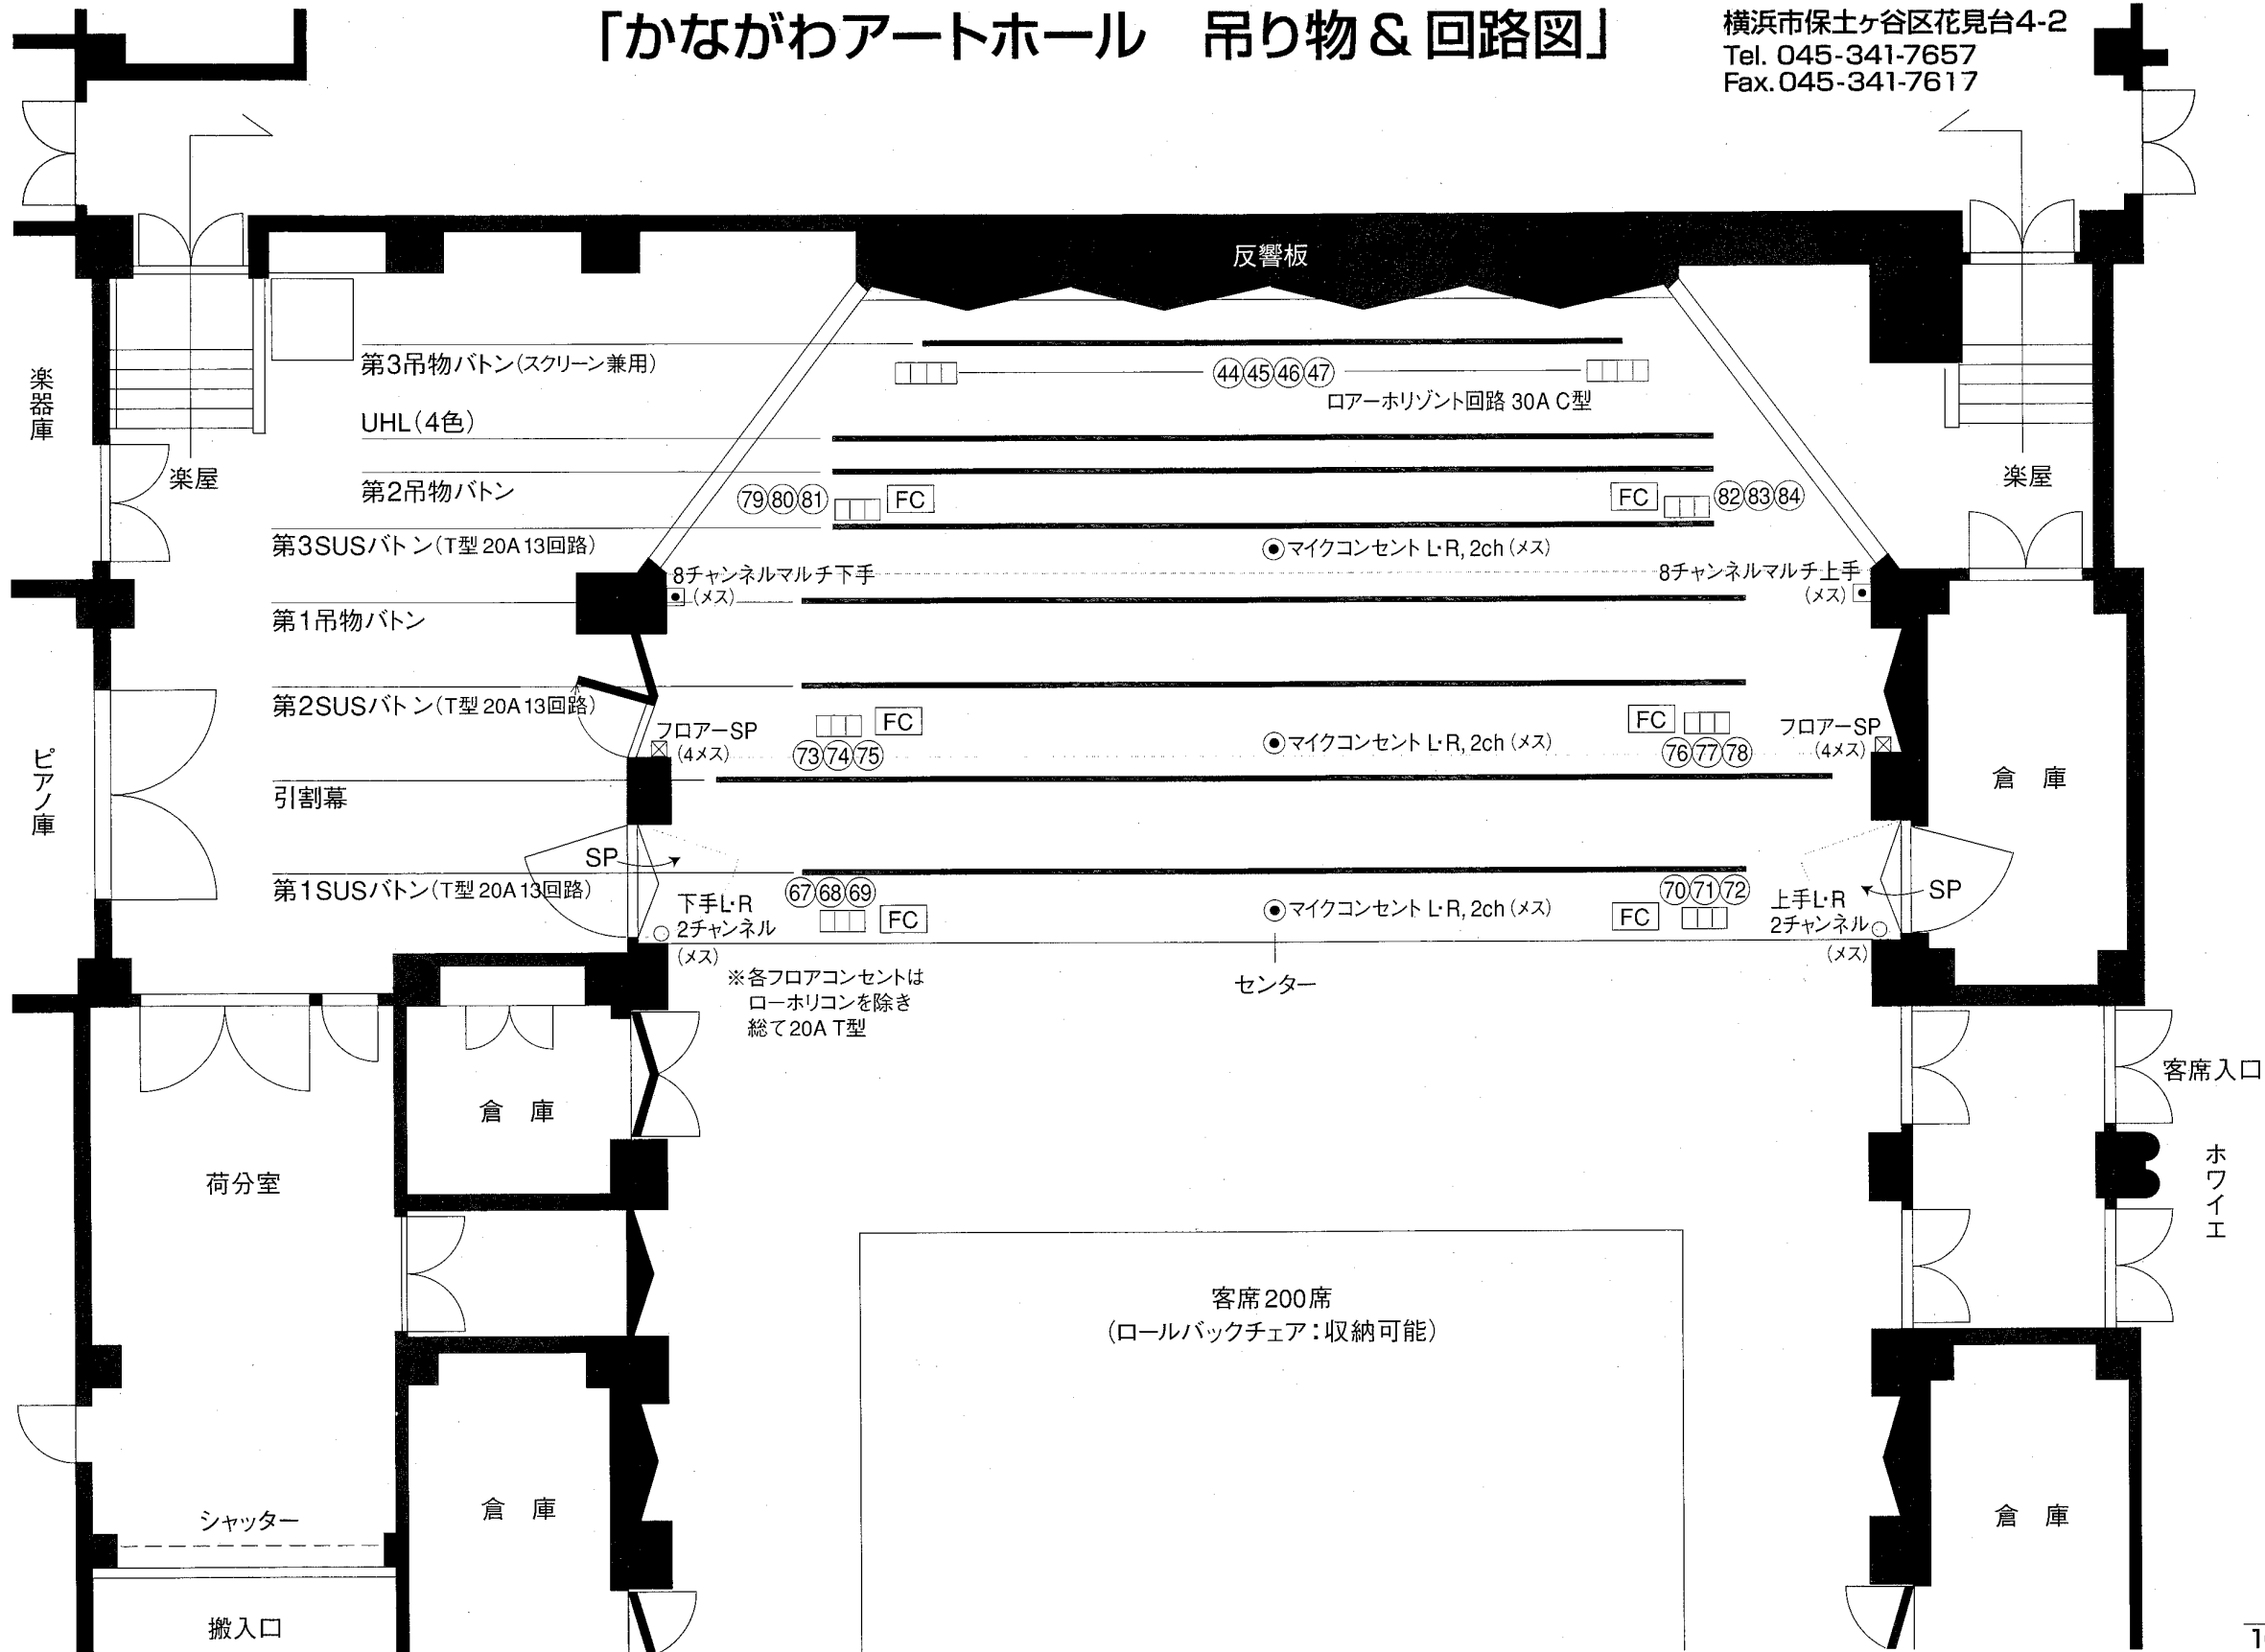 「かながわアートホール　吊り物＆回路図」
横浜市保土ヶ谷区花見台4-2
Tel. 045-341-7657
Fax. 045-341-7617
反響板
第3吊物バトン（スクリーン兼用）
44 45 46 47
ロアーホリゾント回路 30A C型
楽器庫
UHL（4色）
楽屋
楽屋
第2吊物バトン
79 80 81 FC
FC 82 83 84
第3SUSバトン（T型 20A 13回路）
マイクコンセント L・R, 2ch（メス）
8チャンネルマルチ下手
（メス）
8チャンネルマルチ上手
（メス）
第1吊物バトン
第2SUSバトン（T型 20A 13回路）
フロアーSP
（4メス）
FC
73 74 75
マイクコンセント L・R, 2ch（メス）
FC
76 77 78
フロアーSP
（4メス）
ピアノ庫
引割幕
倉　庫
SP
第1SUSバトン（T型 20A 13回路）
下手L・R
2チャンネル
（メス）
67 68 69
FC
マイクコンセント L・R, 2ch（メス）
70 71 72
FC
上手L・R
2チャンネル
（メス）
SP
※各フロアコンセントは
ローホリコンを除き
総て20A T型
センター
客席入口
倉　庫
荷分室
ホワイエ
客席200席
（ロールバックチェア：収納可能）
シャッター
倉　庫
倉　庫
搬入口
1